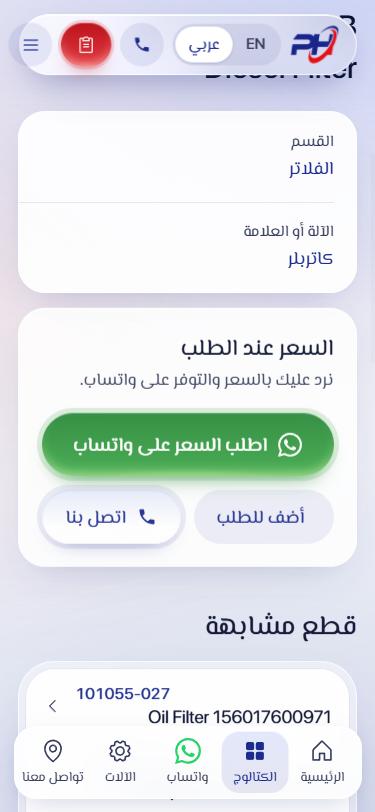 PH
EN
عربي
Diesel Filter
القسم
الفلاتر
الآلة أو العلامة
كاتربلر
السعر عند الطلب
نرد عليك بالسعر والتوفر على واتساب.
اطلب السعر على واتساب
أضف للطلب
اتصل بنا
قطع مشابهة
101055-027
Oil Filter 156017600971
الرئيسية
الكتالوج
واتساب
الآلات
تواصل معنا